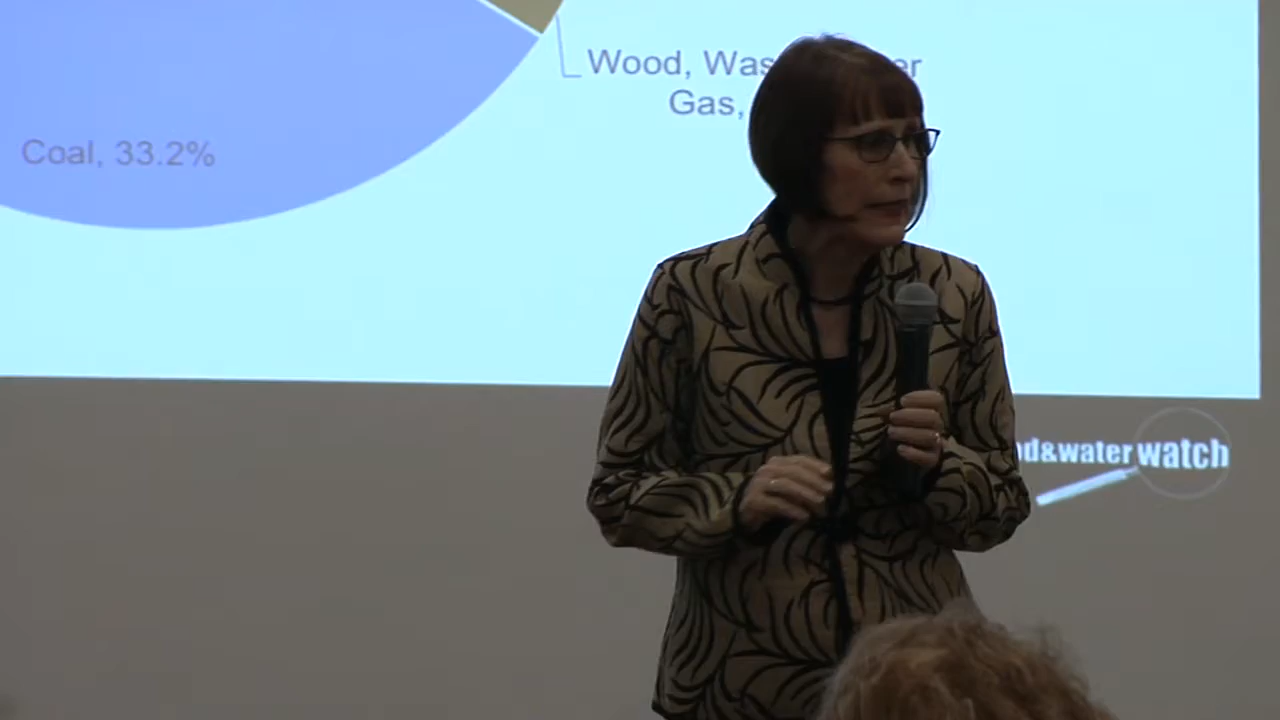 Wood, Was
Gas,
Coal, 33.2%
d&water watch